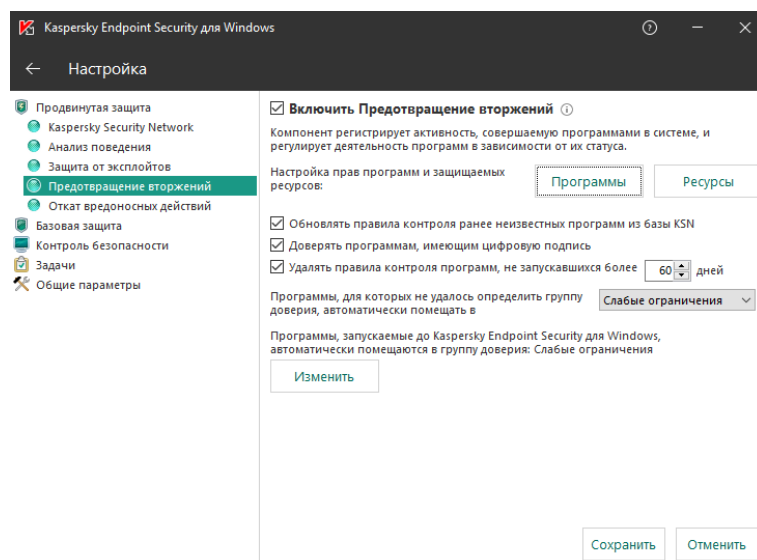 Kaspersky Endpoint Security для Windows
Настройка
Продвинутая защита
Kaspersky Security Network
Анализ поведения
Защита от эксплойтов
Предотвращение вторжений
Откат вредоносных действий
Базовая защита
Контроль безопасности
Задачи
Общие параметры
Включить Предотвращение вторжений
Компонент регистрирует активность, совершаемую программами в системе, и
регулирует деятельность программ в зависимости от их статуса.
Настройка прав программ и защищаемых
ресурсов:
Программы
Ресурсы
Обновлять правила контроля ранее неизвестных программ из базы KSN
Доверять программам, имеющим цифровую подпись
Удалять правила контроля программ, не запускавшихся более 60 дней
Программы, для которых не удалось определить группу
доверия, автоматически помещать в
Слабые ограничения
Программы, запускаемые до Kaspersky Endpoint Security для Windows,
автоматически помещаются в группу доверия: Слабые ограничения
Изменить
Сохранить
Отменить